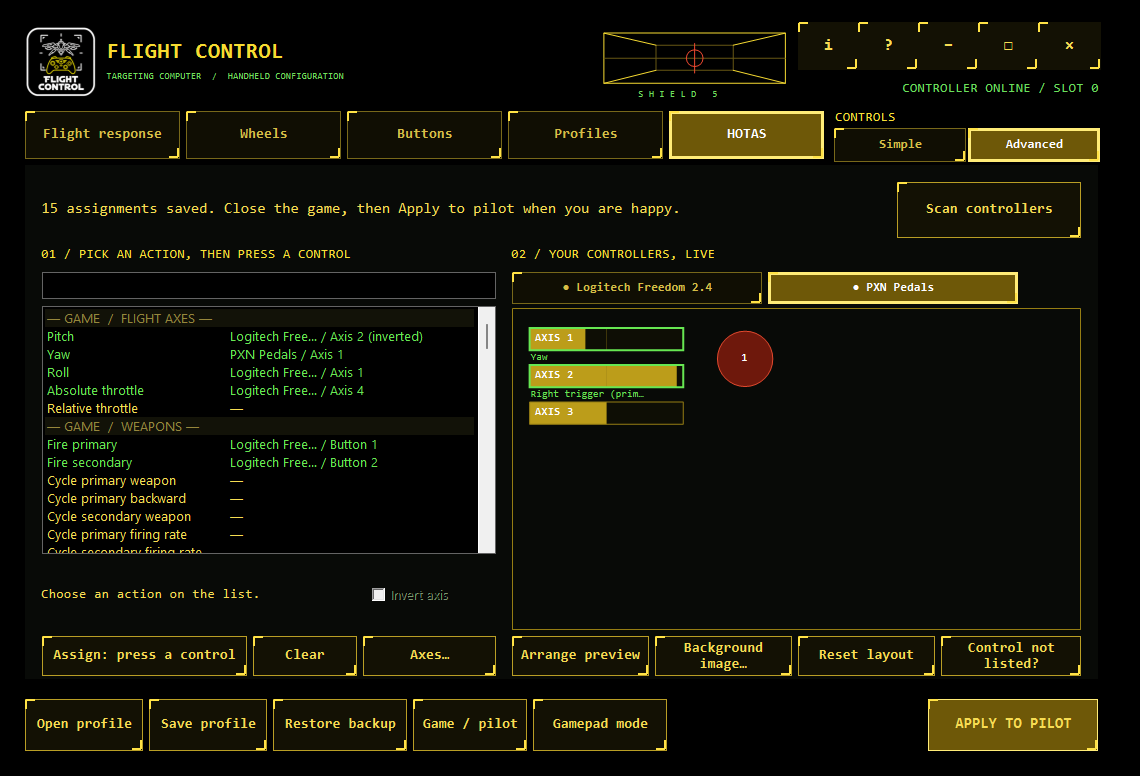 FLIGHT CONTROL
FLIGHT CONTROL
TARGETING COMPUTER / HANDHELD CONFIGURATION
SHIELD 5
i ? – □ ×
CONTROLLER ONLINE / SLOT 0
Flight response
Wheels
Buttons
Profiles
HOTAS
CONTROLS
Simple
Advanced
15 assignments saved. Close the game, then Apply to pilot when you are happy.
Scan controllers
01 / PICK AN ACTION, THEN PRESS A CONTROL
— GAME / FLIGHT AXES —
Pitch Logitech Free... / Axis 2 (inverted)
Yaw PXN Pedals / Axis 1
Roll Logitech Free... / Axis 1
Absolute throttle Logitech Free... / Axis 4
Relative throttle —
— GAME / WEAPONS —
Fire primary Logitech Free... / Button 1
Fire secondary Logitech Free... / Button 2
Cycle primary weapon —
Cycle primary backward —
Cycle secondary weapon —
Cycle primary firing rate —
Cycle secondary firing rate
Choose an action on the list.
Invert axis
Assign: press a control
Clear
Axes…
02 / YOUR CONTROLLERS, LIVE
● Logitech Freedom 2.4
● PXN Pedals
AXIS 1
Yaw
AXIS 2
Right trigger (prim…
AXIS 3
1
Arrange preview
Background
image…
Reset layout
Control not
listed?
Open profile
Save profile
Restore backup
Game / pilot
Gamepad mode
APPLY TO PILOT